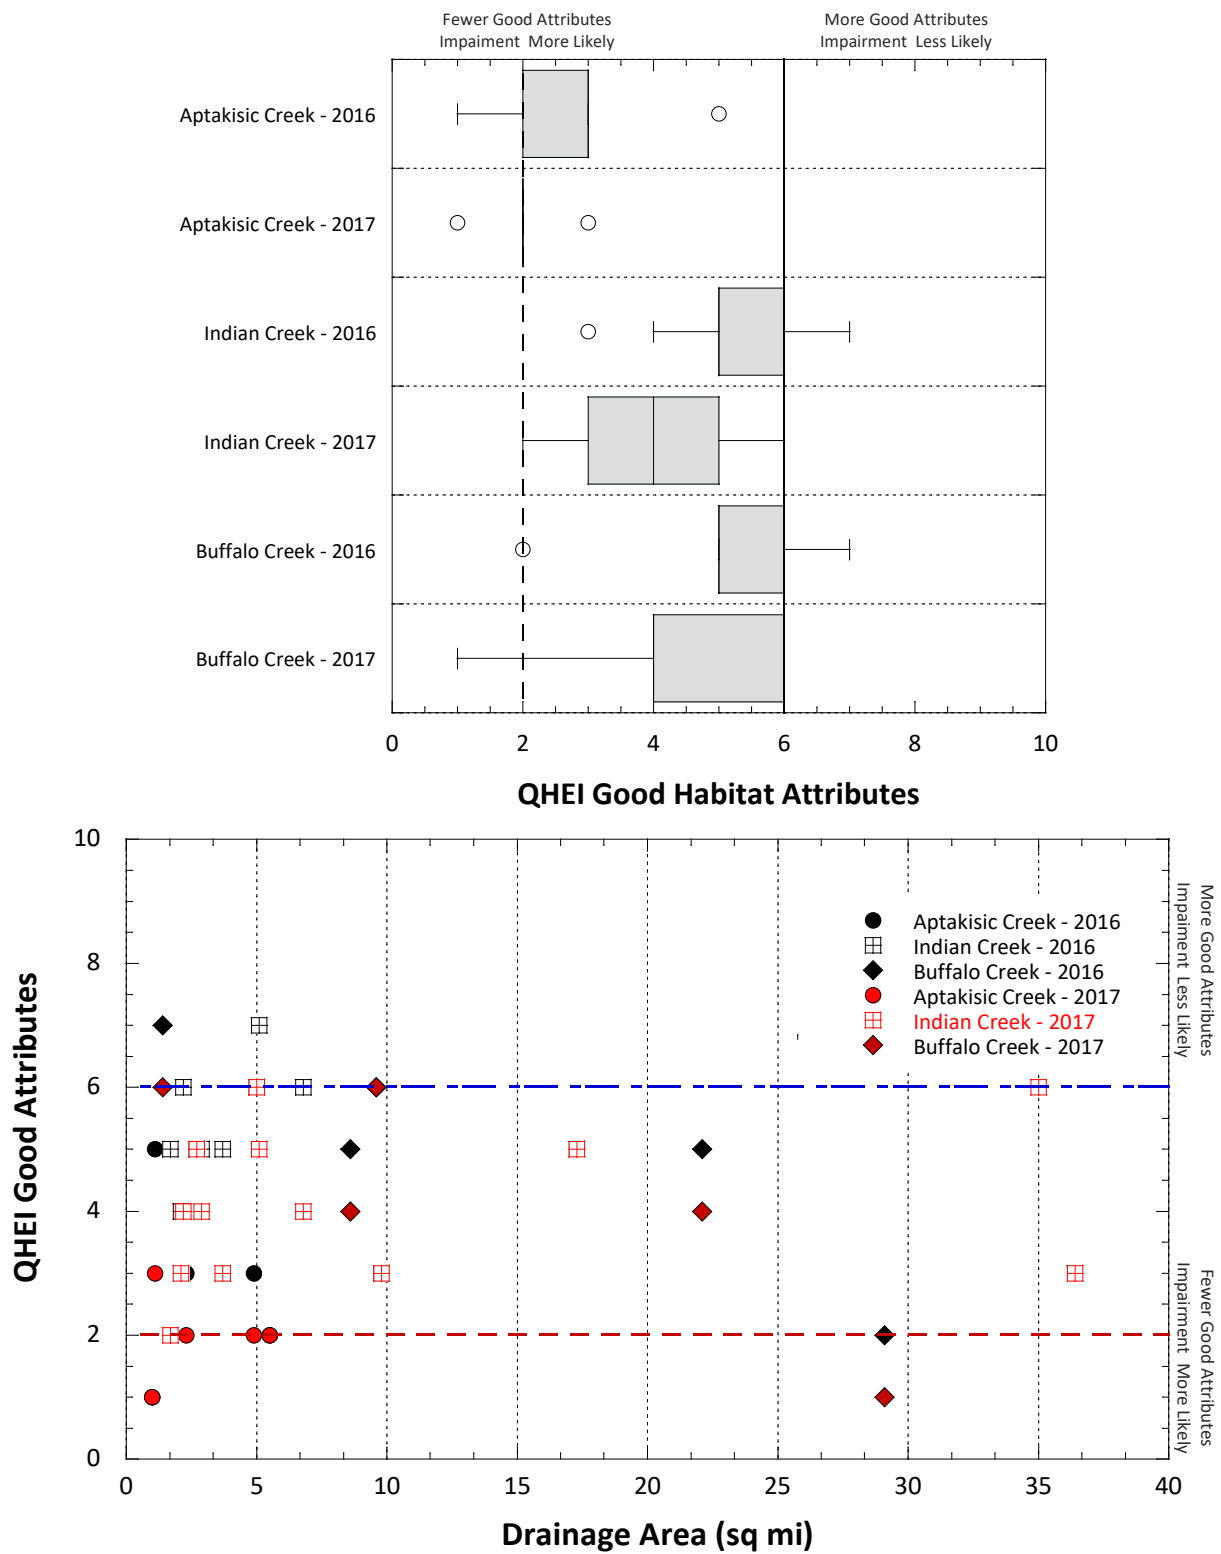 Fewer Good Attributes
Impaiment More Likely
More Good Attributes
Impairment Less Likely
Aptakisic Creek - 2016
Aptakisic Creek - 2017
Indian Creek - 2016
Indian Creek - 2017
Buffalo Creek - 2016
Buffalo Creek - 2017
0 2 4 6 8 10
QHEI Good Habitat Attributes
10
8
6
4
2
0
QHEI Good Attributes
Aptakisic Creek - 2016
Indian Creek - 2016
Buffalo Creek - 2016
Aptakisic Creek - 2017
Indian Creek - 2017
Buffalo Creek - 2017
More Good Attributes
Impaiment Less Likely
Fewer Good Attributes
Impairment More Likely
0 5 10 15 20 25 30 35 40
Drainage Area (sq mi)